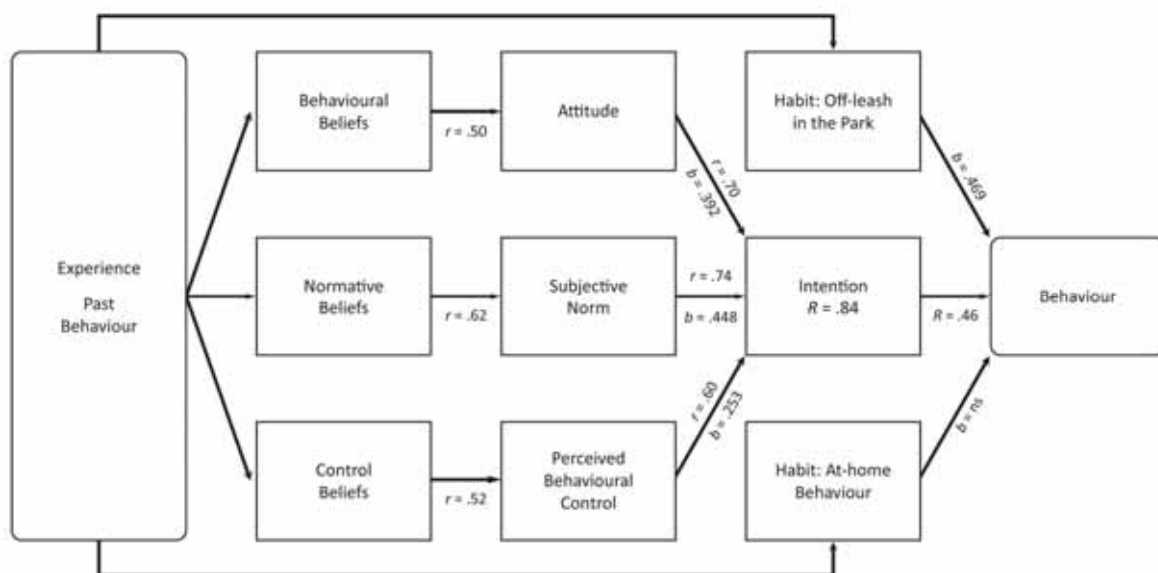 Experience
Past
Behaviour
Behavioural
Beliefs
r = .50
Attitude
r = .70
b = .392
Habit: Off-leash
in the Park
b = .469
Normative
Beliefs
r = .62
Subjective
Norm
r = .74
b = .448
Intention
R = .84
R = .46
Behaviour
Control
Beliefs
r = .52
Perceived
Behavioural
Control
r = .60
b = .253
Habit: At-home
Behaviour
b = ns